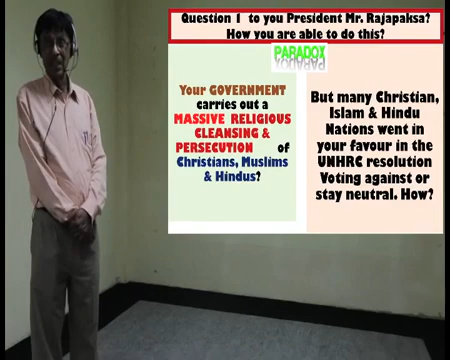 Question 1 to you President Mr. Rajapaksa?
How you are able to do this?
PARADOX
Your GOVERNMENT
carries out a
MASSIVE RELIGIOUS
CLEANSING &
PERSECUTION of
Christians, Muslims
& Hindus?
But many Christian,
Islam & Hindu
Nations went in
your favour in the
UNHRC resolution
Voting against or
stay neutral. How?